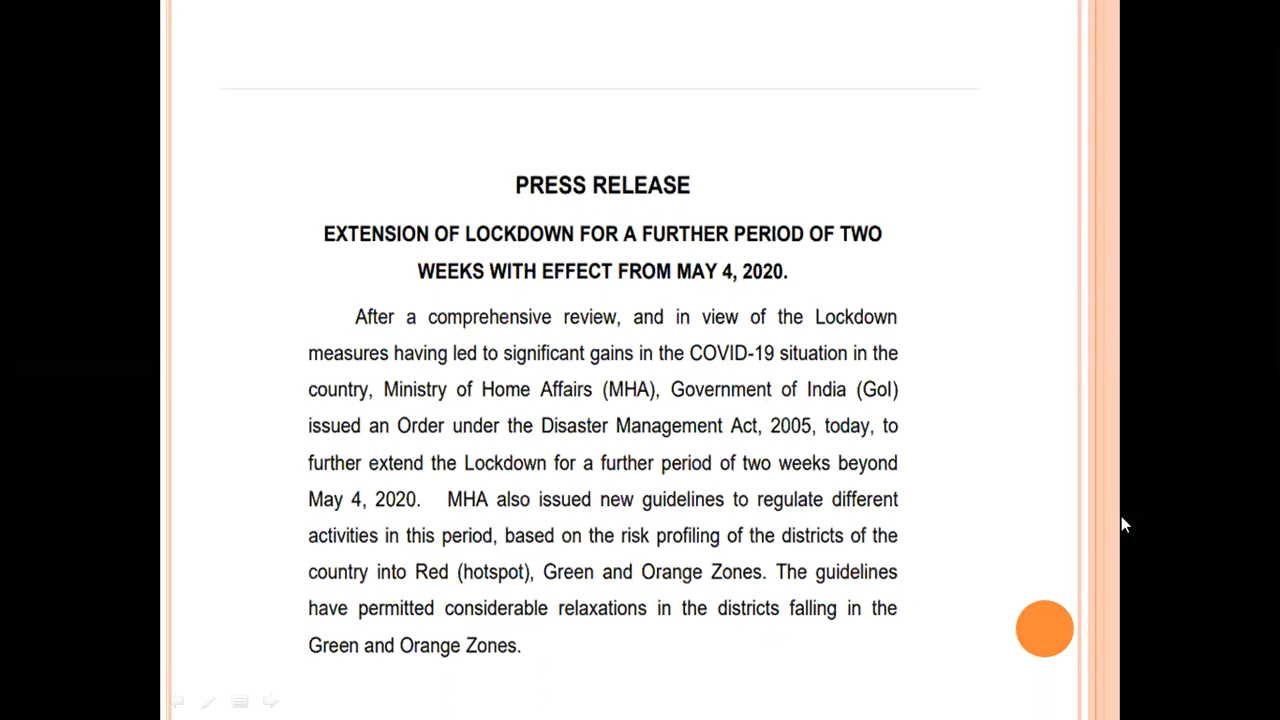 PRESS RELEASE
EXTENSION OF LOCKDOWN FOR A FURTHER PERIOD OF TWO
WEEKS WITH EFFECT FROM MAY 4, 2020.
After a comprehensive review, and in view of the Lockdown
measures having led to significant gains in the COVID-19 situation in the
country, Ministry of Home Affairs (MHA), Government of India (GoI)
issued an Order under the Disaster Management Act, 2005, today, to
further extend the Lockdown for a further period of two weeks beyond
May 4, 2020. MHA also issued new guidelines to regulate different
activities in this period, based on the risk profiling of the districts of the
country into Red (hotspot), Green and Orange Zones. The guidelines
have permitted considerable relaxations in the districts falling in the
Green and Orange Zones.